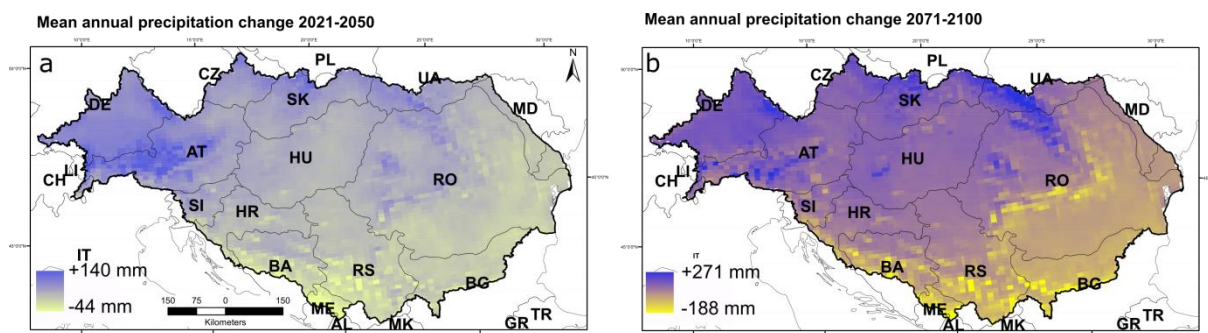 Mean annual precipitation change 2021-2050
a
N
PL
CZ
UA
DE
SK
MD
AT
HU
LI
CH
RO
SI
HR
IT
+140 mm
-44 mm
BA
RS
BG
150 75 0 150
Kilometers
ME
AL
MK
TR
GR
Mean annual precipitation change 2071-2100
b
PL
CZ
UA
DE
SK
MD
AT
HU
LI
CH
RO
SI
HR
IT
+271 mm
-188 mm
BA
RS
BG
ME
AL
MK
TR
GR